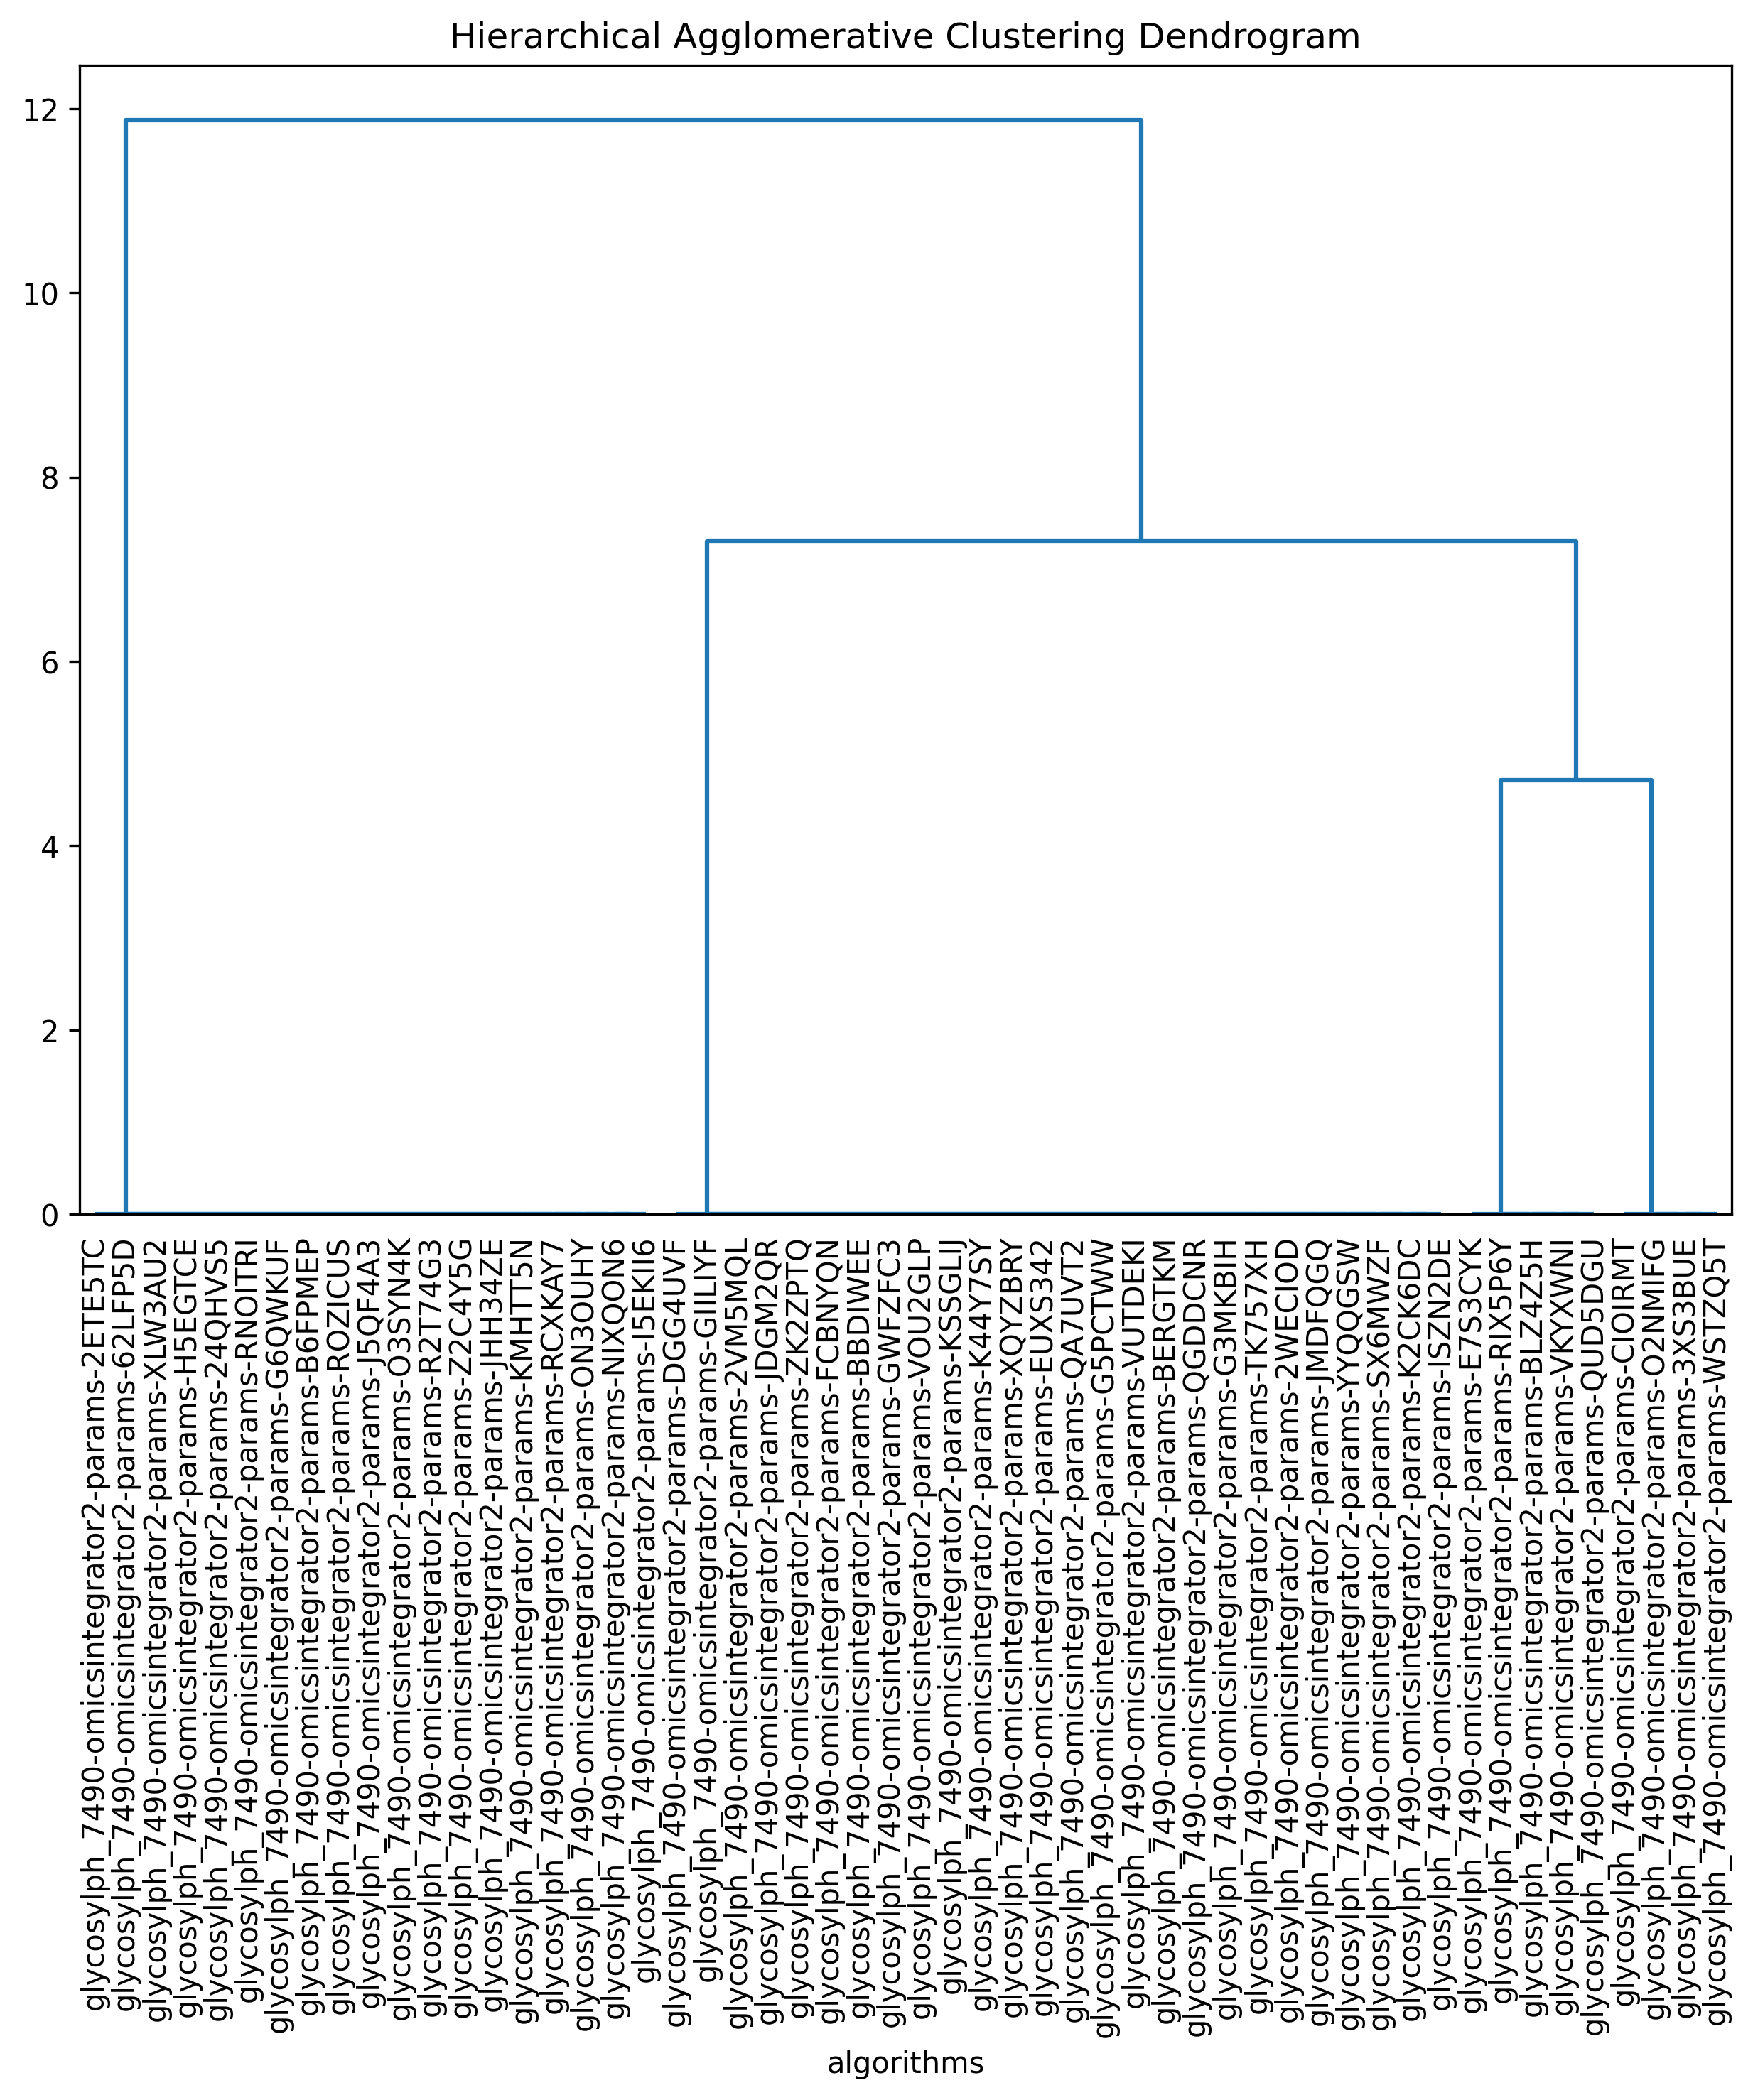 Hierarchical Agglomerative Clustering Dendrogram
12
10
8
6
4
2
0
glycosylph_7490-omicsintegrator2-params-2ETE5TC
glycosylph_7490-omicsintegrator2-params-62LFP5D
glycosylph_7490-omicsintegrator2-params-XLW3AU2
glycosylph_7490-omicsintegrator2-params-H5EGTCE
glycosylph_7490-omicsintegrator2-params-24QHVS5
glycosylph_7490-omicsintegrator2-params-RNOITRI
glycosylph_7490-omicsintegrator2-params-G6QWKUF
glycosylph_7490-omicsintegrator2-params-B6FPMEP
glycosylph_7490-omicsintegrator2-params-ROZICUS
glycosylph_7490-omicsintegrator2-params-J5QF4A3
glycosylph_7490-omicsintegrator2-params-O3SYN4K
glycosylph_7490-omicsintegrator2-params-R2T74G3
glycosylph_7490-omicsintegrator2-params-Z2C4Y5G
glycosylph_7490-omicsintegrator2-params-JHH34ZE
glycosylph_7490-omicsintegrator2-params-KMHTT5N
glycosylph_7490-omicsintegrator2-params-RCXKAY7
glycosylph_7490-omicsintegrator2-params-ON3OUHY
glycosylph_7490-omicsintegrator2-params-NIXQON6
glycosylph_7490-omicsintegrator2-params-I5EKII6
glycosylph_7490-omicsintegrator2-params-DGG4UVF
glycosylph_7490-omicsintegrator2-params-GIILIYF
glycosylph_7490-omicsintegrator2-params-2VM5MQL
glycosylph_7490-omicsintegrator2-params-JDGM2QR
glycosylph_7490-omicsintegrator2-params-ZK2ZPTQ
glycosylph_7490-omicsintegrator2-params-FCBNYQN
glycosylph_7490-omicsintegrator2-params-BBDIWEE
glycosylph_7490-omicsintegrator2-params-GWFZFC3
glycosylph_7490-omicsintegrator2-params-VOU2GLP
glycosylph_7490-omicsintegrator2-params-KSSGLIJ
glycosylph_7490-omicsintegrator2-params-K44Y7SY
glycosylph_7490-omicsintegrator2-params-XQYZBRY
glycosylph_7490-omicsintegrator2-params-EUXS342
glycosylph_7490-omicsintegrator2-params-QA7UVT2
glycosylph_7490-omicsintegrator2-params-G5PCTWW
glycosylph_7490-omicsintegrator2-params-VUTDEKI
glycosylph_7490-omicsintegrator2-params-BERGTKM
glycosylph_7490-omicsintegrator2-params-QGDDCNR
glycosylph_7490-omicsintegrator2-params-G3MKBIH
glycosylph_7490-omicsintegrator2-params-TK757XH
glycosylph_7490-omicsintegrator2-params-2WECIOD
glycosylph_7490-omicsintegrator2-params-JMDFQGQ
glycosylph_7490-omicsintegrator2-params-YYQQGSW
glycosylph_7490-omicsintegrator2-params-SX6MWZF
glycosylph_7490-omicsintegrator2-params-K2CK6DC
glycosylph_7490-omicsintegrator2-params-ISZN2DE
glycosylph_7490-omicsintegrator2-params-E7S3CYK
glycosylph_7490-omicsintegrator2-params-RIX5P6Y
glycosylph_7490-omicsintegrator2-params-BLZ4Z5H
glycosylph_7490-omicsintegrator2-params-VKYXWNI
glycosylph_7490-omicsintegrator2-params-QUD5DGU
glycosylph_7490-omicsintegrator2-params-CIOIRMT
glycosylph_7490-omicsintegrator2-params-O2NMIFG
glycosylph_7490-omicsintegrator2-params-3XS3BUE
glycosylph_7490-omicsintegrator2-params-WSTZQ5T
algorithms